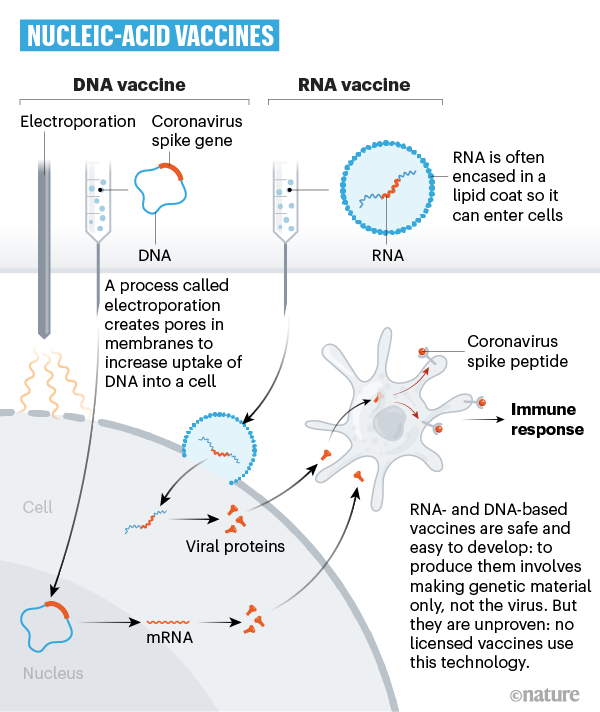 NUCLEIC-ACID VACCINES
DNA vaccine
RNA vaccine
Electroporation
Coronavirus
spike gene
DNA
RNA is often
encased in a
lipid coat so it
can enter cells
RNA
A process called
electroporation
creates pores in
membranes to
increase uptake of
DNA into a cell
Coronavirus
spike peptide
Immune
response
Cell
Viral proteins
mRNA
Nucleus
RNA- and DNA-based
vaccines are safe and
easy to develop: to
produce them involves
making genetic material
only, not the virus. But
they are unproven: no
licensed vaccines use
this technology.
©nature